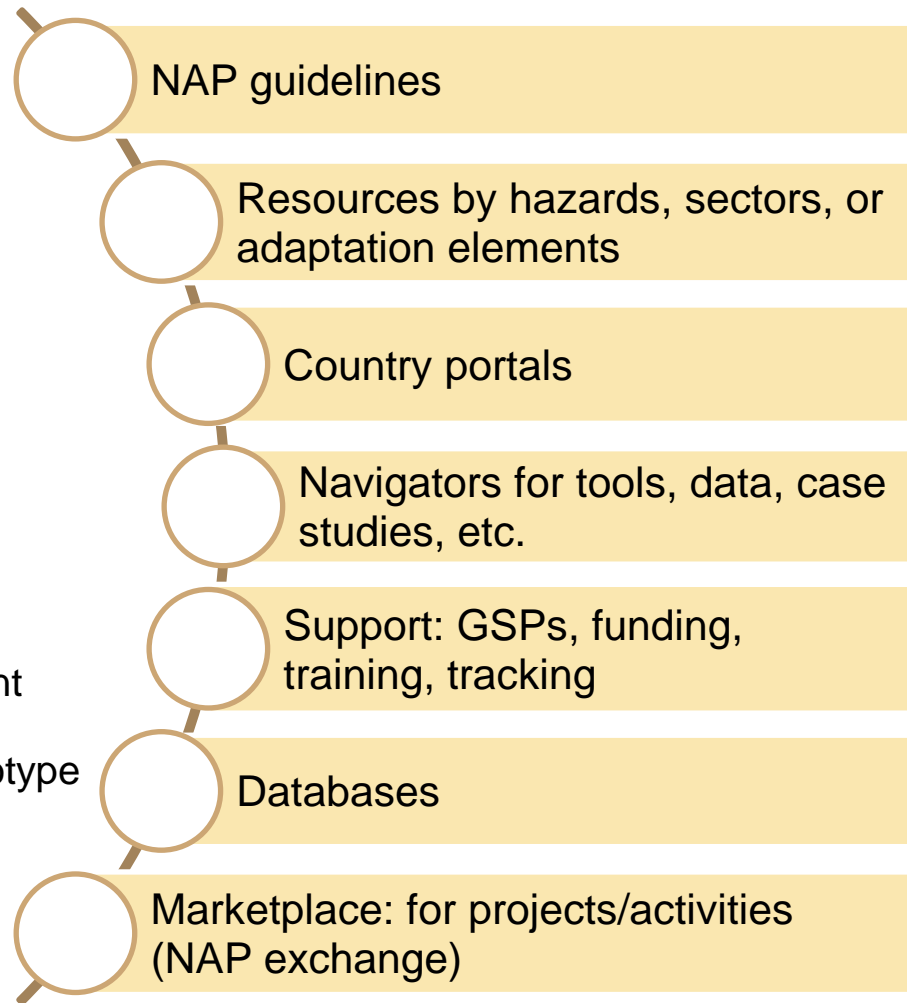 NAP guidelines
Resources by hazards, sectors, or
adaptation elements
Country portals
Navigators for tools, data, case
studies, etc.
Support: GSPs, funding,
training, tracking
Databases
Marketplace: for projects/activities
(NAP exchange)